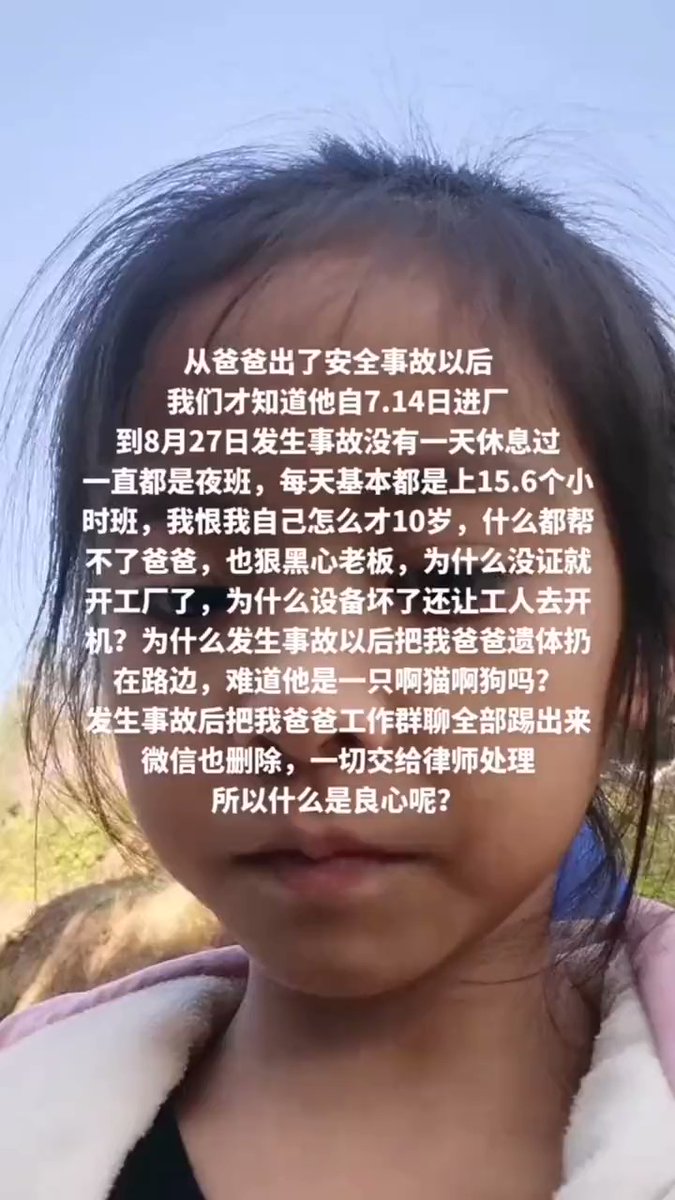 从爸爸出了安全事故以后
我们才知道他自7.14日进厂
到8月27日发生事故没有一天休息过
一直都是夜班，每天基本都是上15.6个小
时班，我恨我自己怎么才10岁，什么都帮
不了爸爸，也狠黑心老板，为什么没证就
开工厂了，为什么设备坏了还让工人去开
机？为什么发生事故以后把我爸爸遗体扔
在路边，难道他是一只啊猫啊狗吗？
发生事故后把我爸爸工作群聊全部踢出来
微信也删除，一切交给律师处理
所以什么是良心呢？